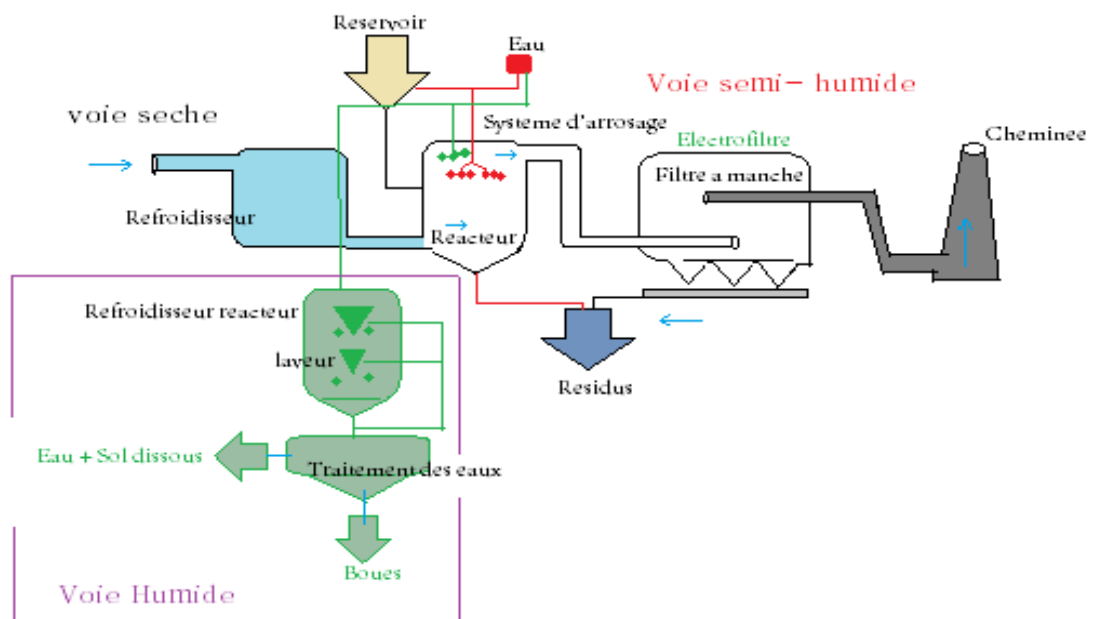 Reservoir
Eau
Voie semi- humide
voie seche
Systeme d'arrosage
Electrofiltre
Cheminee
Filtre a manche
Refroidisseur
Reacteur
Refroidisseur reacteur
laveur
Residus
Eau + Sol dissous
Traitement des eaux
Boues
Voie Humide